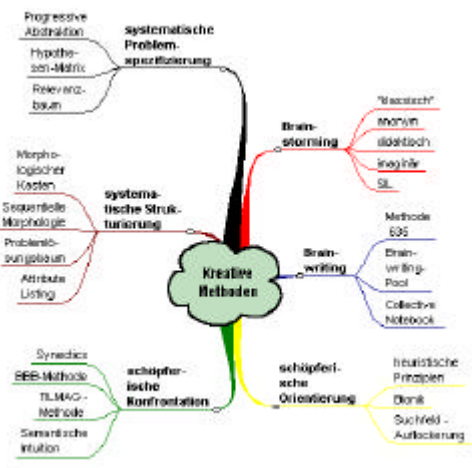 Progressive
Abstraktion
Hypothe-
sen-Matrix
Relevanz-
baum
systematische
Problem-
spezifizierung
Brain-
storming
"klassisch"
anonym
didaktisch
imaginär
SIL
Morpho-
logischer
Kasten
Sequentielle
Morphologie
Problemlö-
sungsbaum
Attribute
Listing
systema-
tische Struk-
turierung
Kreative
Methoden
Brain-
writing
Methode
635
Brain-
writing-
Pool
Collective
Notebook
Synectics
BBB-Methode
TILMAG-
Methode
Semantische
Intuition
schöpfer-
ische
Konfrontation
schöpferi-
sche
Orientierung
heuristische
Prinzipien
Bionik
Suchfeld -
Auflockerung